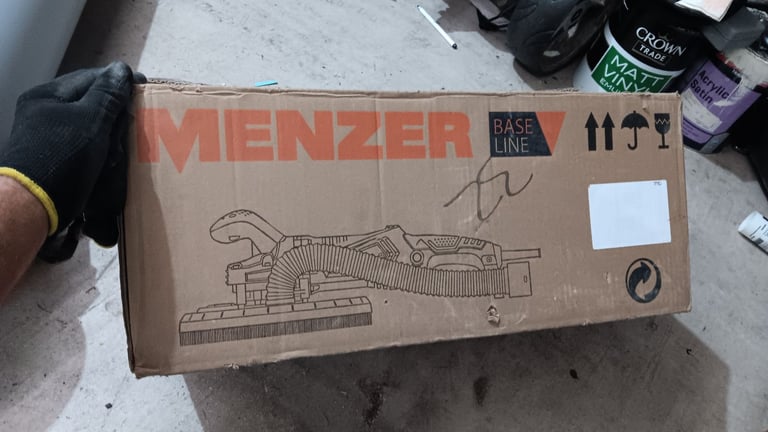 MENZER
BASE
LINE
CROWN
TRADE
MATT
VINYL
Acrylic
Satin